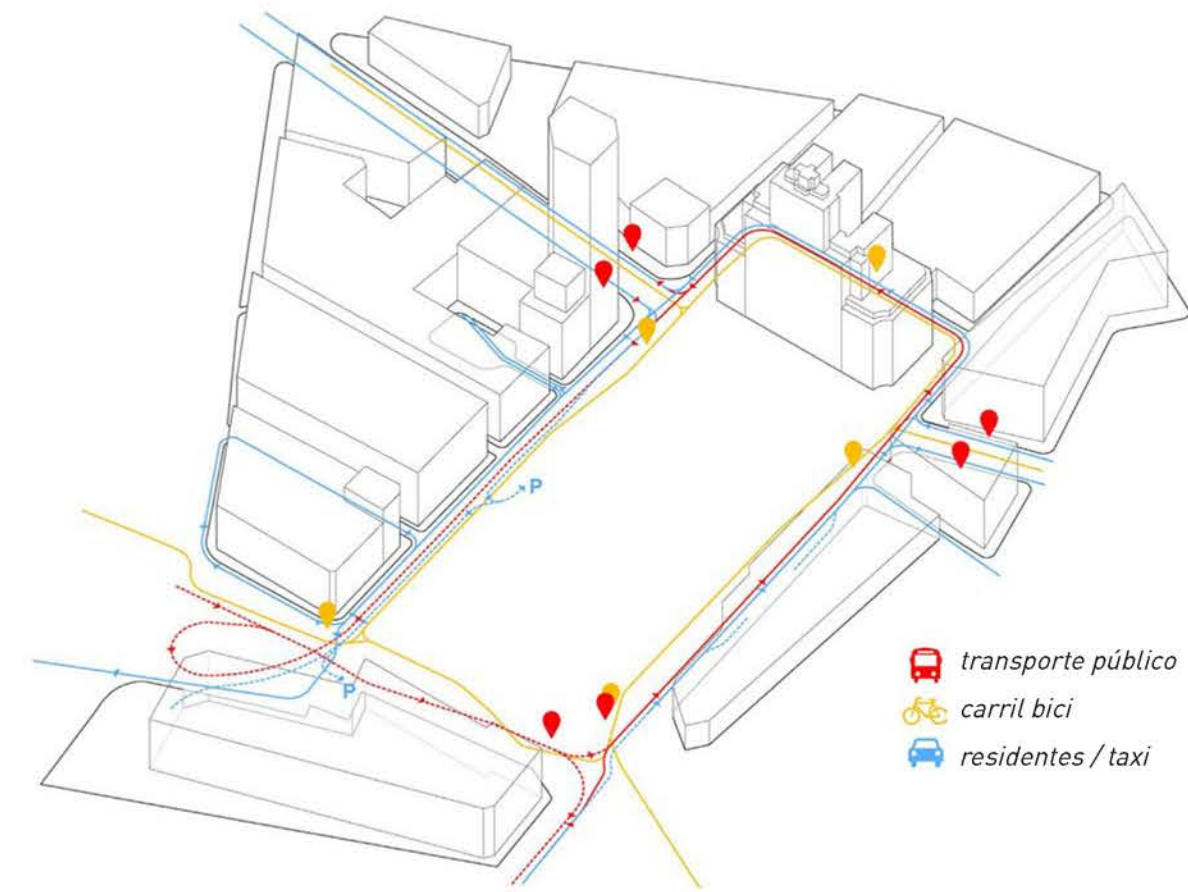 P
P
transporte público
carril bici
residentes / taxi